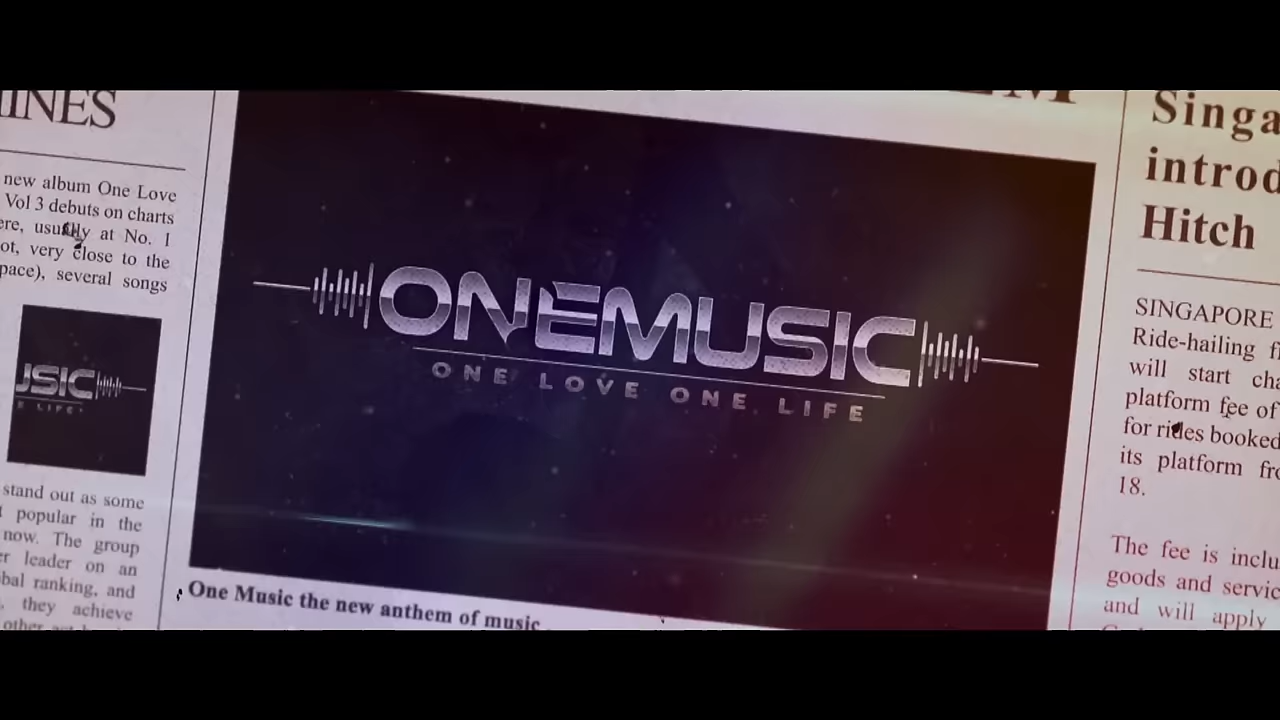 INES
new album One Love
Vol 3 debuts on charts
ere, usually at No. 1
ot, very close to the
pace), several songs
USIC
E LIFE
stand out as some
popular in the
now. The group
er leader on an
bal ranking, and
, they achieve
other
ONEMUSIC
ONE LOVE ONE LIFE
One Music the new anthem of music
Singa
introd
Hitch
SINGAPORE
Ride-hailing fi
will start cha
platform fee of
for rides booked
its platform fro
18.
The fee is inclu
goods and servic
and will apply